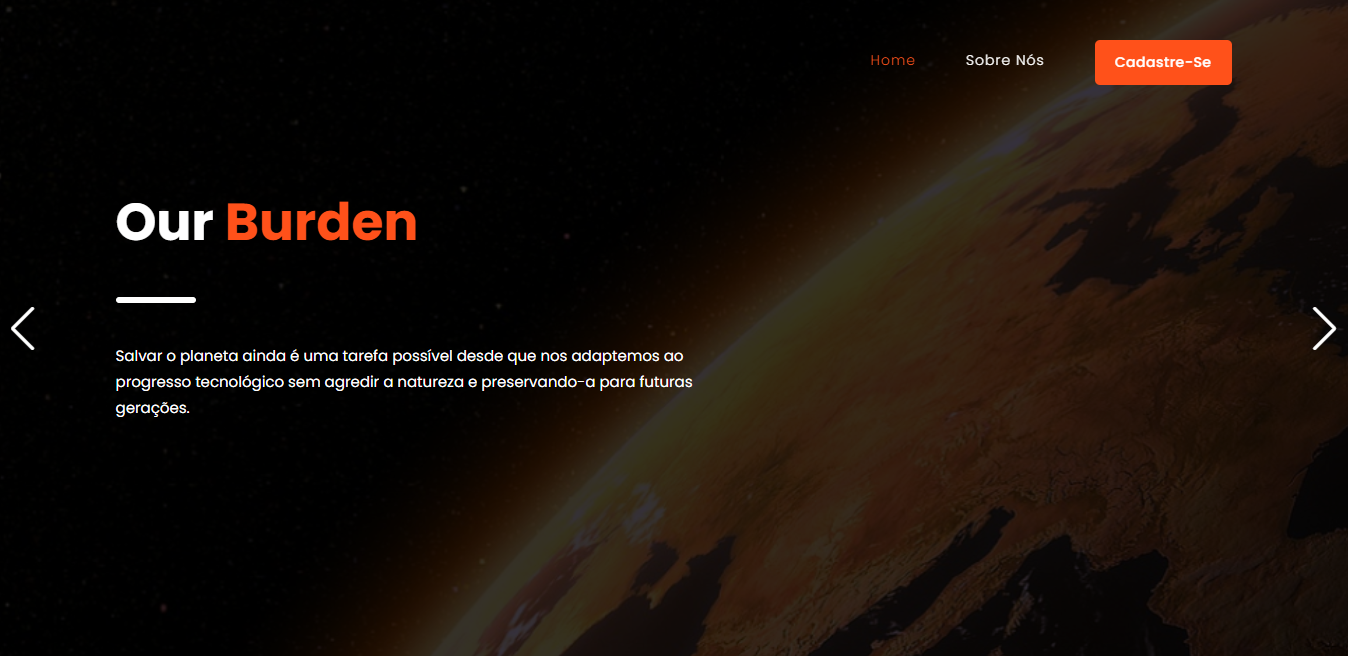 Home Sobre Nós Cadastre-Se
Our Burden
Salvar o planeta ainda é uma tarefa possível desde que nos adaptemos ao
progresso tecnológico sem agredir a natureza e preservando-a para futuras
gerações.